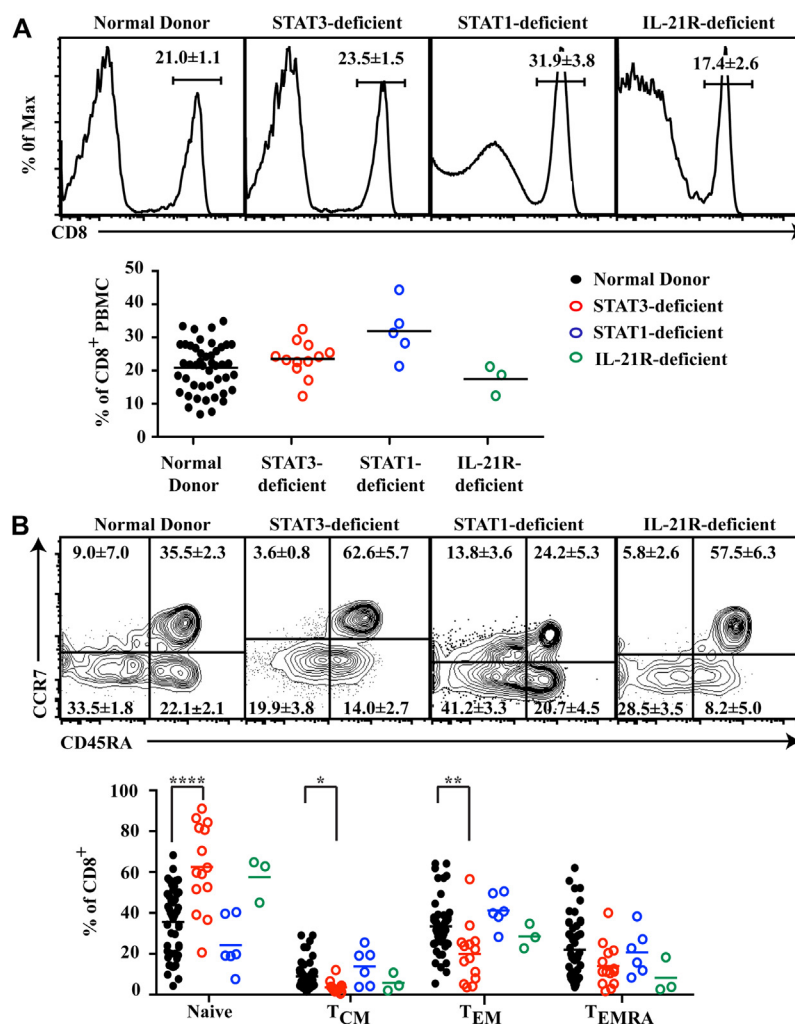 A
Normal Donor STAT3-deficient STAT1-deficient IL-21R-deficient
21.0±1.1 23.5±1.5 31.9±3.8 17.4±2.6
% 0f Max
CD8
% of CD8+ PBMC
50
40
30
20
10
0
Normal Donor
STAT3-deficient
STAT1-deficient
IL-21R-deficient
Normal STAT3- STAT1- IL-21R-
Donor deficient deficient deficient
B
Normal Donor STAT3-deficient STAT1-deficient IL-21R-deficient
9.0±7.0 35.5±2.3 3.6±0.8 62.6±5.7 13.8±3.6 24.2±5.3 5.8±2.6 57.5±6.3
CCR7
33.5±1.8 22.1±2.1 19.9±3.8 14.0±2.7 41.2±3.3 20.7±4.5 28.5±3.5 8.2±5.0
CD45RA
% of CD8+
100
80
60
40
20
0
**** * **
Naive TCM TEM TEMRA